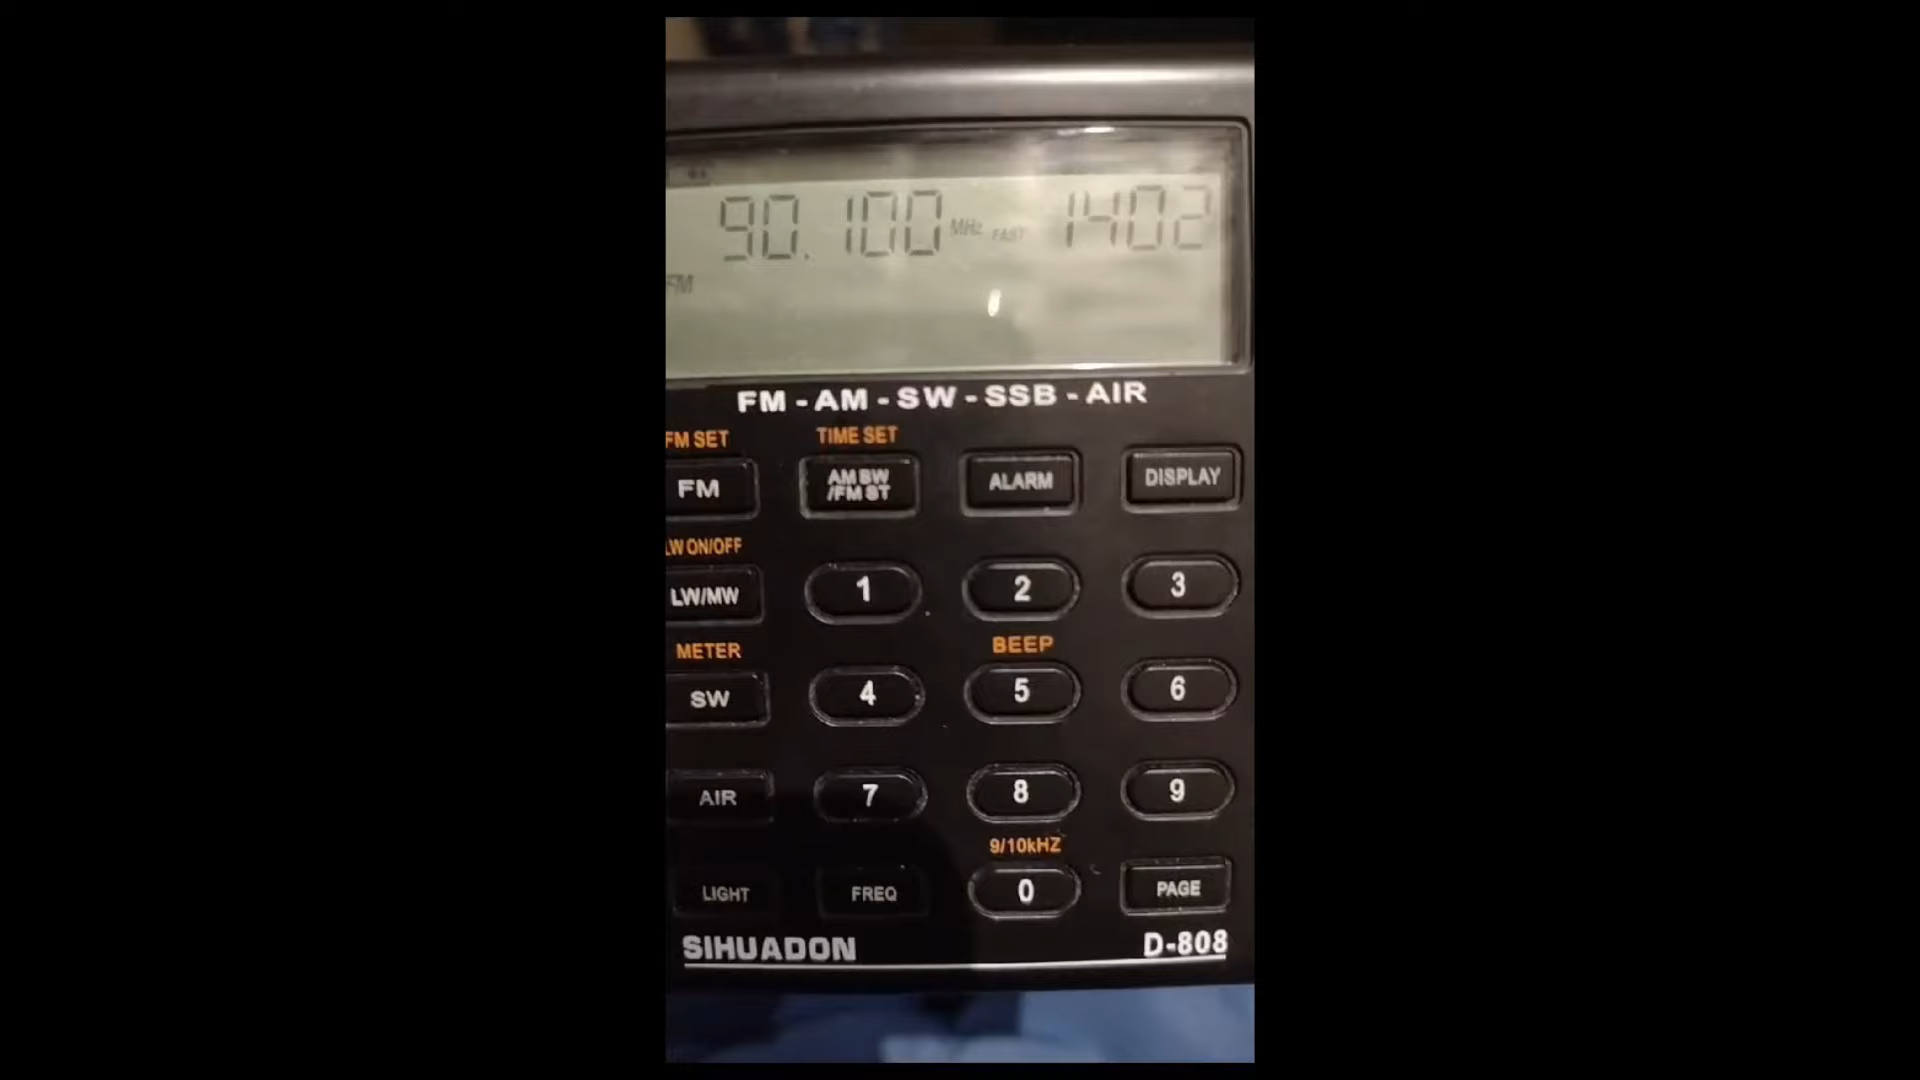 90.100 MHz FAST 1402
FM
FM - AM - SW - SSB - AIR
FM SET TIME SET
FM AM BW /FM ST ALARM DISPLAY
LW ON/OFF
LW/MW 1 2 3
METER BEEP
SW 4 5 6
AIR 7 8 9
9/10kHZ
LIGHT FREQ 0 PAGE
SIHUADON D-808